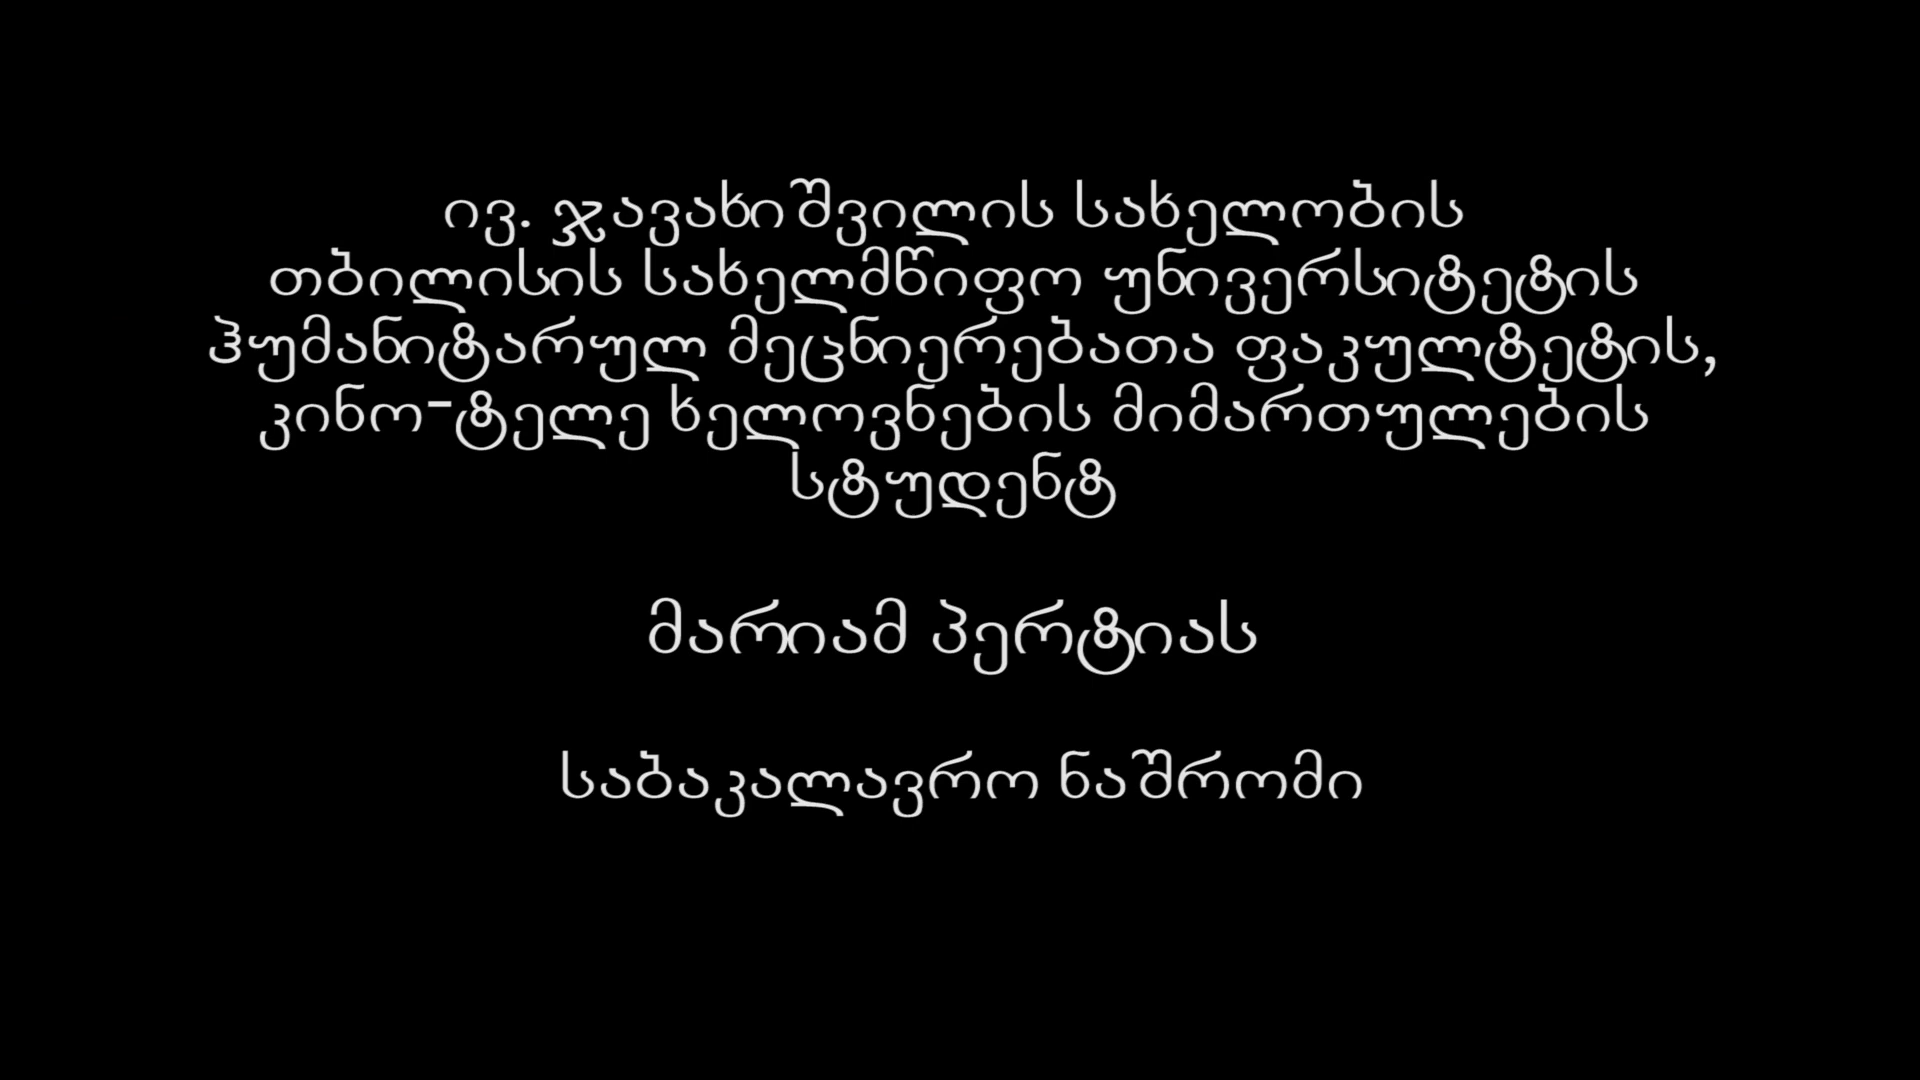 ივ. ჯავახიშვილის სახელობის
თბილისის სახელმწიფო უნივერსიტეტის
ჰუმანიტარულ მეცნიერებათა ფაკულტეტის,
კინო-ტელე ხელოვნების მიმართულების
სტუდენტ
მარიამ პერტიას
საბაკალავრო ნაშრომი